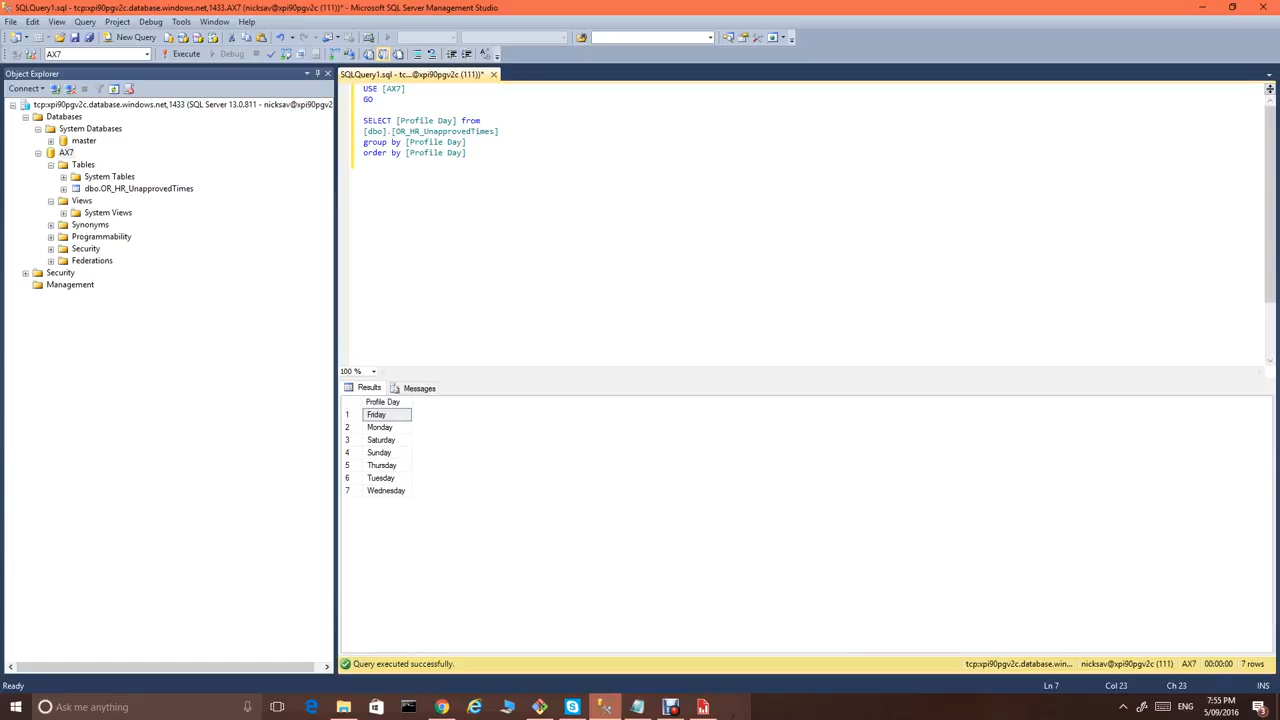 SQLQuery1.sql - tcp:xpi90pgv2c.database.windows.net,1433.AX7 (nicksav@xpi90pgv2c (111))* - Microsoft SQL Server Management Studio
File Edit View Query Project Debug Tools Window Help
New Query
AX7 Execute Debug
Object Explorer
SQLQuery1.sql - tc...@xpi90pgv2c (111))*
Connect
tcp:xpi90pgv2c.database.windows.net,1433 (SQL Server 13.0.811 - nicksav@xpi90pgv2
Databases
System Databases
master
AX7
Tables
System Tables
dbo.OR_HR_UnapprovedTimes
Views
System Views
Synonyms
Programmability
Security
Federations
Security
Management
USE [AX7]
GO
SELECT [Profile Day] from
[dbo].[OR_HR_UnapprovedTimes]
group by [Profile Day]
order by [Profile Day]
100 %
Results Messages
Profile Day
1 Friday
2 Monday
3 Saturday
4 Sunday
5 Thursday
6 Tuesday
7 Wednesday
Query executed successfully. tcp:xpi90pgv2c.database.win... nicksav@xpi90pgv2c (111) AX7 00:00:00 7 rows
Ready Ln 7 Col 23 Ch 23 INS
Ask me anything ENG 7:55 PM
5/09/2016